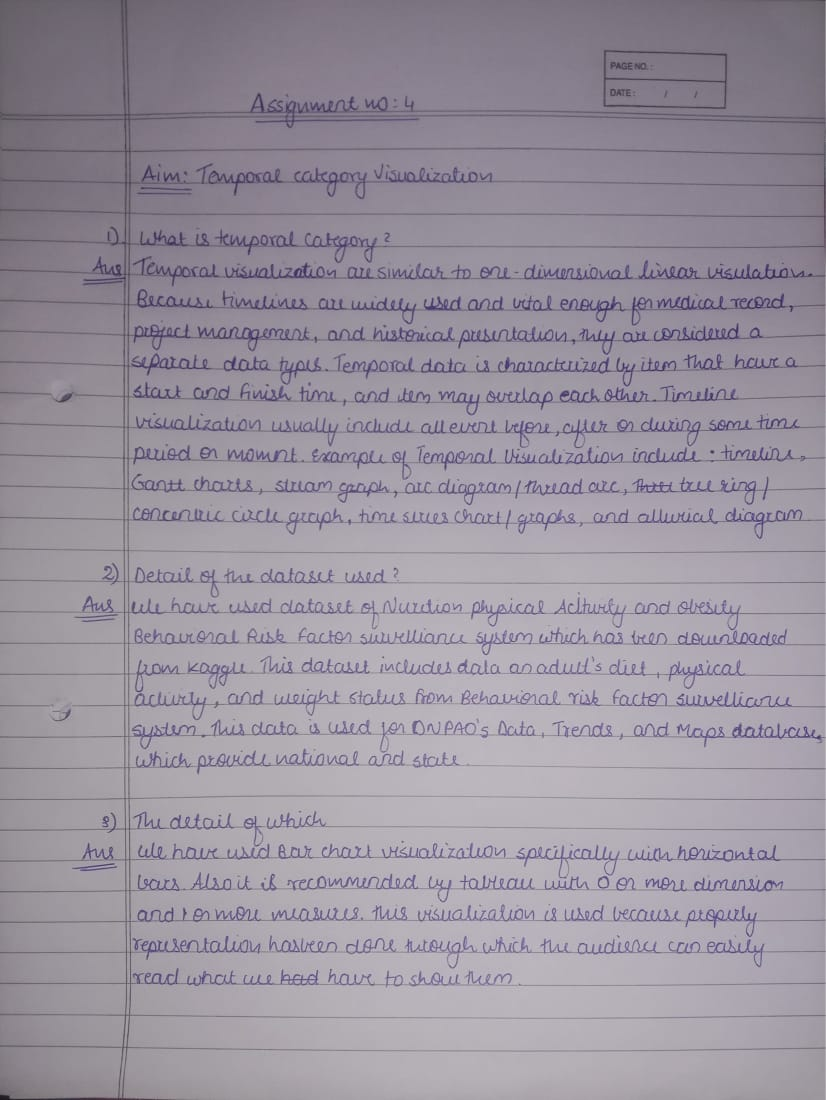 PAGE NO. :
DATE : / /
Assignment no: 4
Aim: Temporal category Visualization
1) What is temporal category?
Ans Temporal visualization are similar to one-dimensional linear visulation.
Because timelines are widely used and vital enough for medical record,
project management, and historical presentation, they are considered a
separate data types. Temporal data is characterized by item that have a
start and finish time, and item may overlap each other. Timeline
visualization usually include all event before, after or during some time
period or momnt. Example of Temporal Visualization include : timeline,
Gantt charts, stream graph, arc diagram / thread arc, tree ring /
concentric circle graph, time series chart / graphs, and allurial diagram
2) Detail of the dataset used?
Ans We have used dataset of Nutrition physical Activity and obesity
Behavioral Risk Factor survelliance system which has been downloaded
from kaggle. This dataset includes data on adult's diet, physical
activity, and weight status from Behavioral risk factor survelliance
system. This data is used for DNPAO's Data, Trends, and Maps database,
which provide national and state.
3) The detail of which
Ans We have used Bar chart visualization specifically with horizontal
bars. Also it is recommended by tableau with 0 or more dimension
and 1 or more measures. This visualization is used because properly
representation hasbeen done through which the audience can easily
read what we had have to show them.